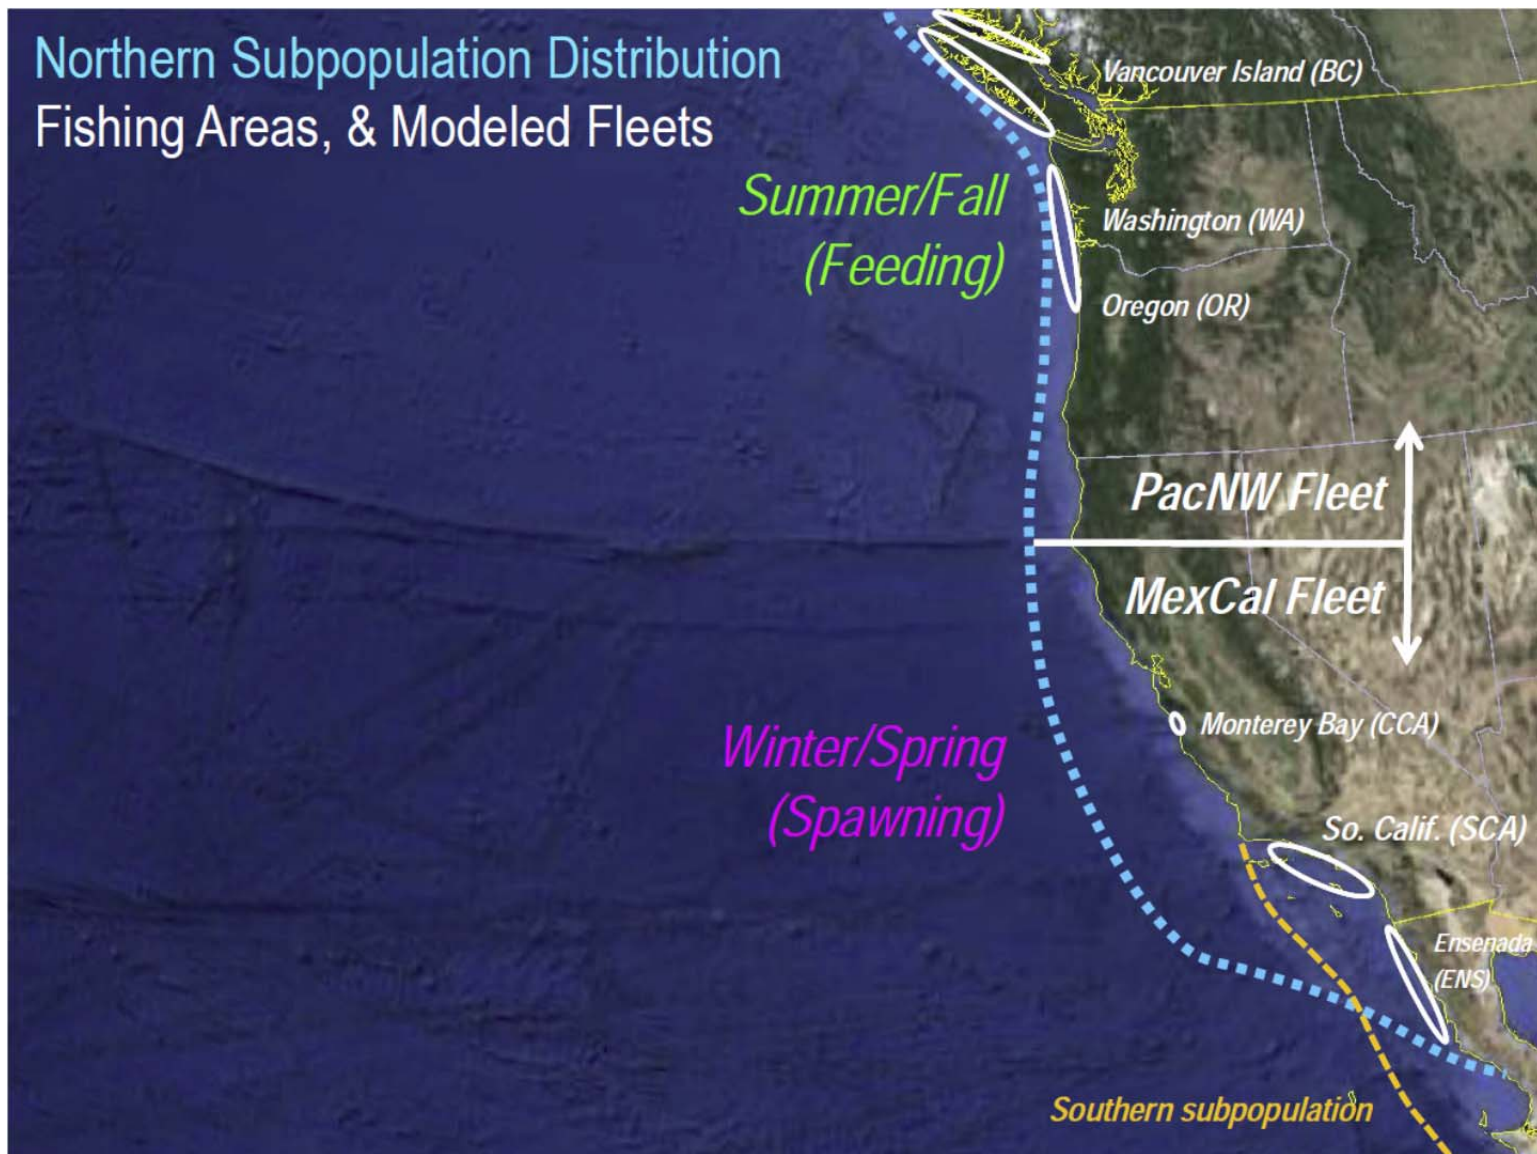 Northern Subpopulation Distribution
Fishing Areas, & Modeled Fleets
Vancouver Island (BC)
Summer/Fall
(Feeding)
Washington (WA)
Oregon (OR)
PacNW Fleet
MexCal Fleet
Monterey Bay (CCA)
Winter/Spring
(Spawning)
So. Calif. (SCA)
Ensenada
(ENS)
Southern subpopulation